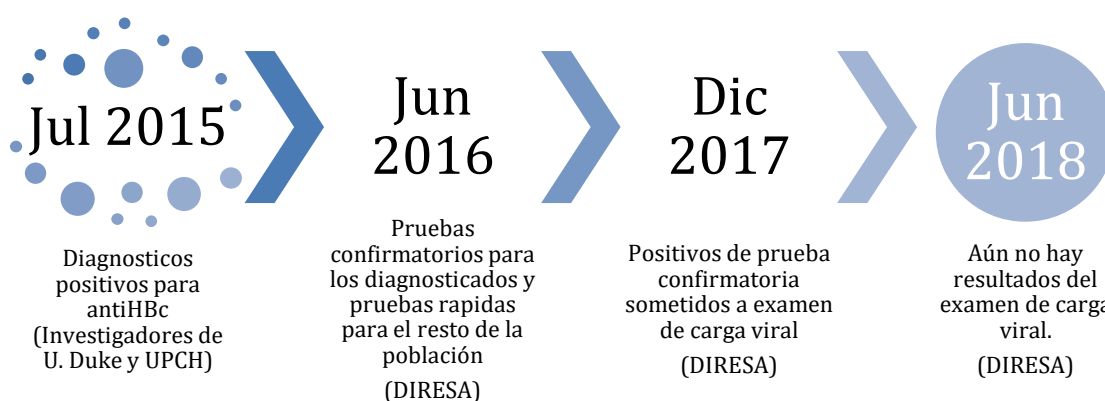 Jul 2015
Diagnosticos
positivos para
antiHBc
(Investigadores de
U. Duke y UPCH)
Jun
2016
Pruebas
confirmatorios para
los diagnosticados y
pruebas rapidas
para el resto de la
población
(DIRESA)
Dic
2017
Positivos de prueba
confirmatoria
sometidos a examen
de carga viral
(DIRESA)
Jun
2018
Aún no hay
resultados del
examen de carga
viral.
(DIRESA)